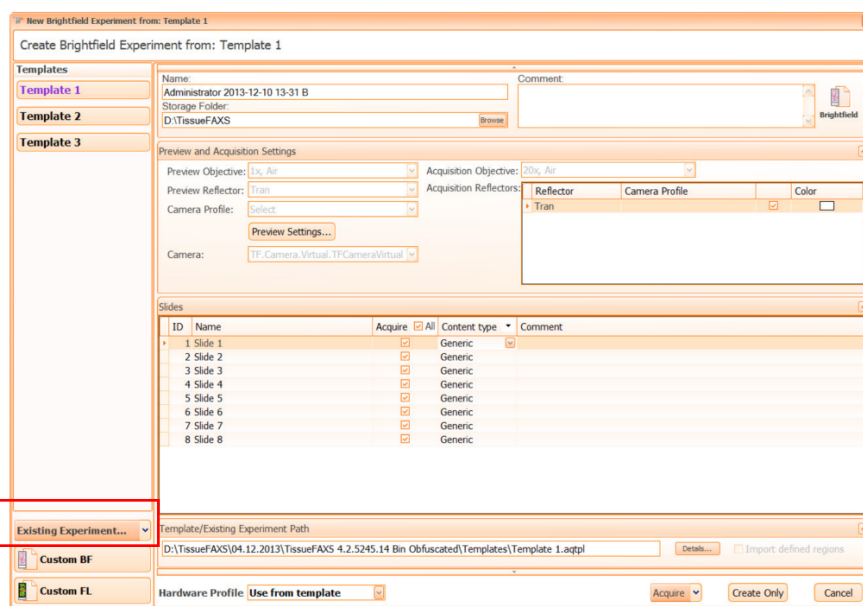 New Brightfield Experiment from: Template 1
Create Brightfield Experiment from: Template 1
Templates
Template 1
Template 2
Template 3
Name:
Administrator 2013-12-10 13-31 B
Storage Folder:
D:\TissueFAXS Browse
Comment:
Brightfield
Preview and Acquisition Settings
Preview Objective: 1x, Air
Acquisition Objective: 20x, Air
Preview Reflector: Tran
Acquisition Reflectors:
Reflector Camera Profile Color
Tran
Camera Profile: Select
Preview Settings...
Camera: TF.Camera.Virtual.TFCameraVirtual
Slides
ID Name Acquire All Content type Comment
1 Slide 1 Generic
2 Slide 2 Generic
3 Slide 3 Generic
4 Slide 4 Generic
5 Slide 5 Generic
6 Slide 6 Generic
7 Slide 7 Generic
8 Slide 8 Generic
Existing Experiment...
Custom BF
Custom FL
Template/Existing Experiment Path
D:\TissueFAXS\04.12.2013\TissueFAXS 4.2.5245.14 Bin Obfuscated\Templates\Template 1.aqtpl Details... Import defined regions
Hardware Profile Use from template Acquire Create Only Cancel